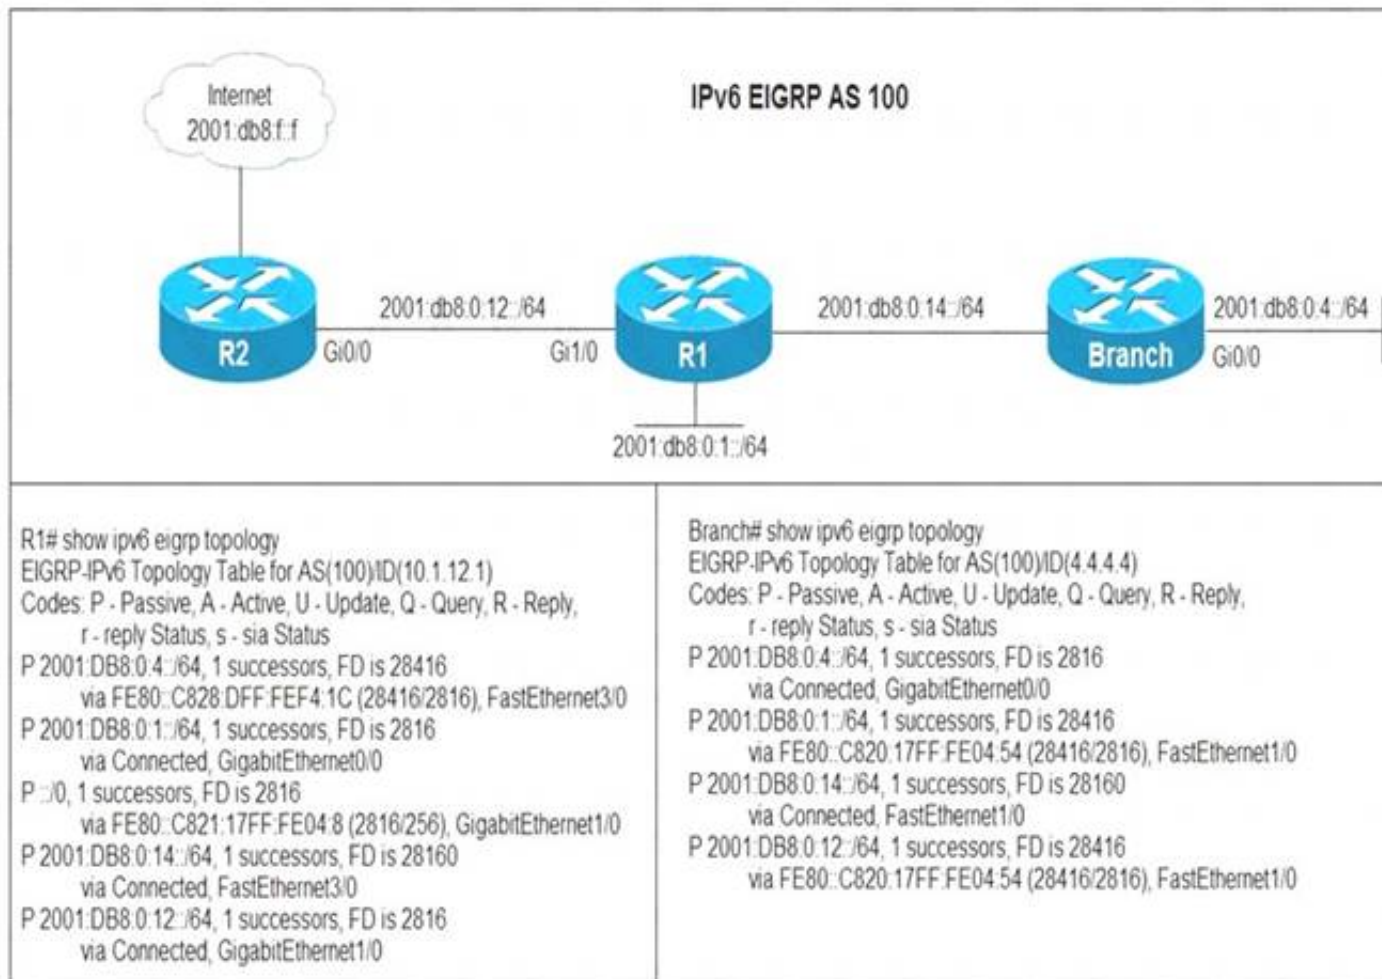 Internet
2001:db8:f::f
IPv6 EIGRP AS 100
2001:db8:0:12::/64
2001:db8:0:14::/64
2001:db8:0:4::/64
R2
Gi0/0
Gi1/0
R1
Branch
Gi0/0
2001:db8:0:1::/64
R1# show ipv6 eigrp topology
EIGRP-IPv6 Topology Table for AS(100)/ID(10.1.12.1)
Codes: P - Passive, A - Active, U - Update, Q - Query, R - Reply,
r - reply Status, s - sia Status
P 2001:DB8:0:4::/64, 1 successors, FD is 28416
via FE80::C828:DFF:FEF4:1C (28416/2816), FastEthernet3/0
P 2001:DB8:0:1::/64, 1 successors, FD is 2816
via Connected, GigabitEthernet0/0
P ::/0, 1 successors, FD is 2816
via FE80::C821:17FF:FE04:8 (2816/256), GigabitEthernet1/0
P 2001:DB8:0:14::/64, 1 successors, FD is 28160
via Connected, FastEthernet3/0
P 2001:DB8:0:12::/64, 1 successors, FD is 2816
via Connected, GigabitEthernet1/0
Branch# show ipv6 eigrp topology
EIGRP-IPv6 Topology Table for AS(100)/ID(4.4.4.4)
Codes: P - Passive, A - Active, U - Update, Q - Query, R - Reply,
r - reply Status, s - sia Status
P 2001:DB8:0:4::/64, 1 successors, FD is 2816
via Connected, GigabitEthernet0/0
P 2001:DB8:0:1::/64, 1 successors, FD is 28416
via FE80::C820:17FF:FE04:54 (28416/2816), FastEthernet1/0
P 2001:DB8:0:14::/64, 1 successors, FD is 28160
via Connected, FastEthernet1/0
P 2001:DB8:0:12::/64, 1 successors, FD is 28416
via FE80::C820:17FF:FE04:54 (28416/2816), FastEthernet1/0